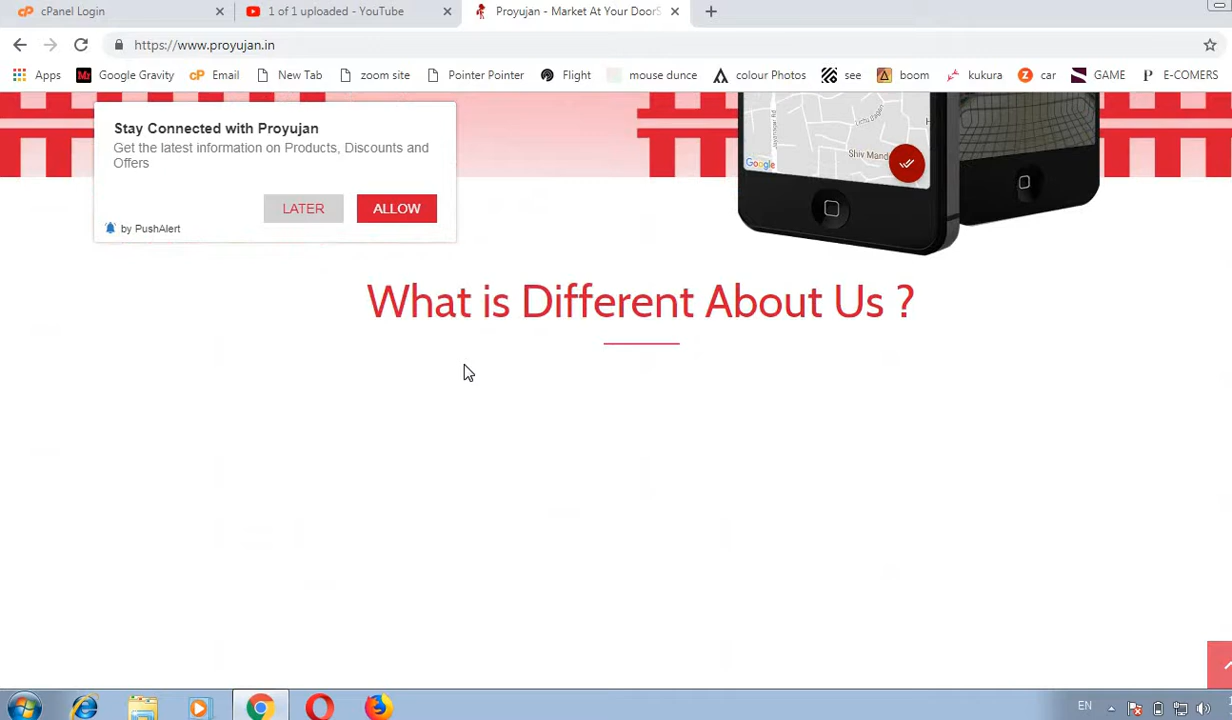 cPanel Login
1 of 1 uploaded - YouTube
Proyujan - Market At Your DoorS
https://www.proyujan.in
Apps
Google Gravity
Email
New Tab
zoom site
Pointer Pointer
Flight
mouse dunce
colour Photos
see
boom
kukura
car
GAME
E-COMERS
Stay Connected with Proyujan
Get the latest information on Products, Discounts and
Offers
LATER
ALLOW
by PushAlert
Google
Shiv Mand
What is Different About Us ?
EN